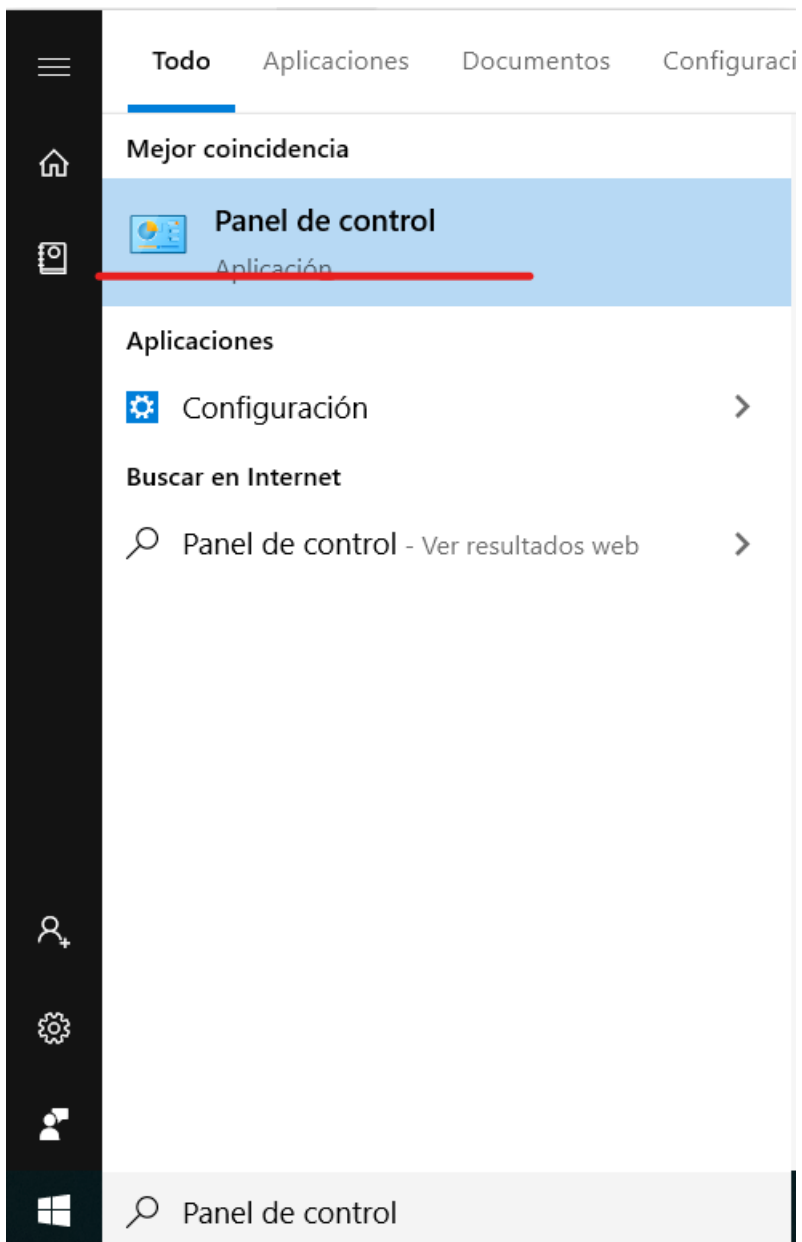 Todo Aplicaciones Documentos Configuraci
Mejor coincidencia
Panel de control
Aplicación
Aplicaciones
Configuración
Buscar en Internet
Panel de control - Ver resultados web
Panel de control